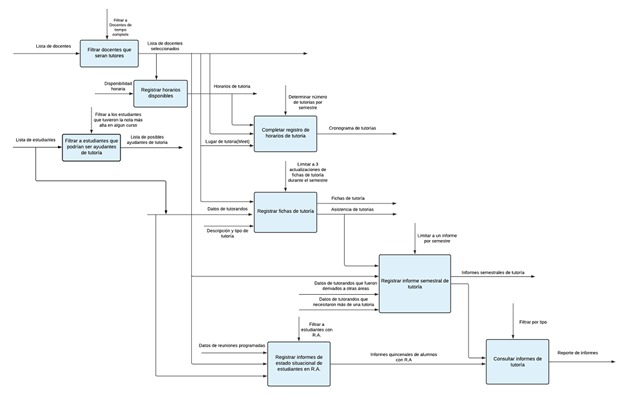 Filtrar a
Docentes de
tiempo
completo
Lista de docentes
Filtrar docentes que
seran tutores
Lista de docentes
seleccionados
Disponibilidad
horaria
Registrar horarios
disponibles
Horarios de tutoria
Determinar número
de tutorías por
semestre
Filtrar a los estudiantes
que tuvieron la nota más
alta en algun curso
Completar registro de
horarios de tutoría
Cronograma de tutorías
Lista de estudiantes
Filtrar a estudiantes que
podrían ser ayudantes
de tutoría
Lista de posibles
ayudantes de tutoría
Lugar de tutoria(Meet)
Limitar a 3
actualizaciones de
fichas de tutoría
durante el semestre
Fichas de tutoría
Datos de tutorandos
Registrar fichas de tutoría
Asistencia de tutorias
Descripción y tipo de
tutoría
Limitar a un informe
por semestre
Datos de tutorandos que fueron
derivados a otras áreas
Registrar informe semestral de
tutoría
Informes semestrales de tutoría
Datos de tutorandos que
necesitaron más de una tutoria
Filtrar a
estudiantes con
R.A.
Filtrar por tipo
Datos de reuniones programadas
Registrar informes de
estado situacional de
estudiantes en R.A.
Informes quincenales de alumnos
con R.A
Consultar informes de
tutoría
Reporte de informes